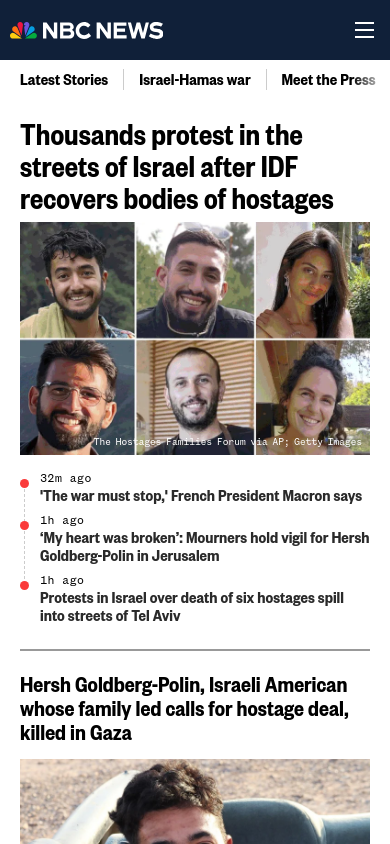 NBC NEWS
Latest Stories
Israel-Hamas war
Meet the Press
Thousands protest in the
streets of Israel after IDF
recovers bodies of hostages
The Hostages Families Forum via AP; Getty Images
32m ago
'The war must stop,' French President Macron says
1h ago
‘My heart was broken’: Mourners hold vigil for Hersh
Goldberg-Polin in Jerusalem
1h ago
Protests in Israel over death of six hostages spill
into streets of Tel Aviv
Hersh Goldberg-Polin, Israeli American
whose family led calls for hostage deal,
killed in Gaza